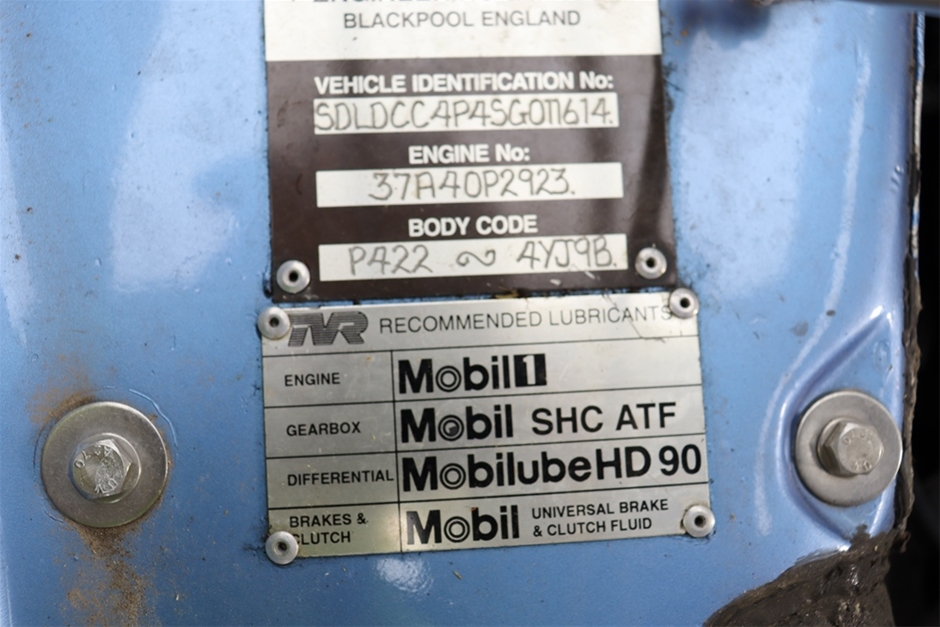 BLACKPOOL ENGLAND
VEHICLE IDENTIFICATION No:
SDLDCC4P4SG011614.
ENGINE No:
37A40P2923.
BODY CODE
P422 ~ 4YJ9B.
TVR RECOMMENDED LUBRICANTS
ENGINE Mobil 1
GEARBOX Mobil SHC ATF
DIFFERENTIAL Mobilube HD 90
BRAKES & CLUTCH Mobil UNIVERSAL BRAKE & CLUTCH FLUID